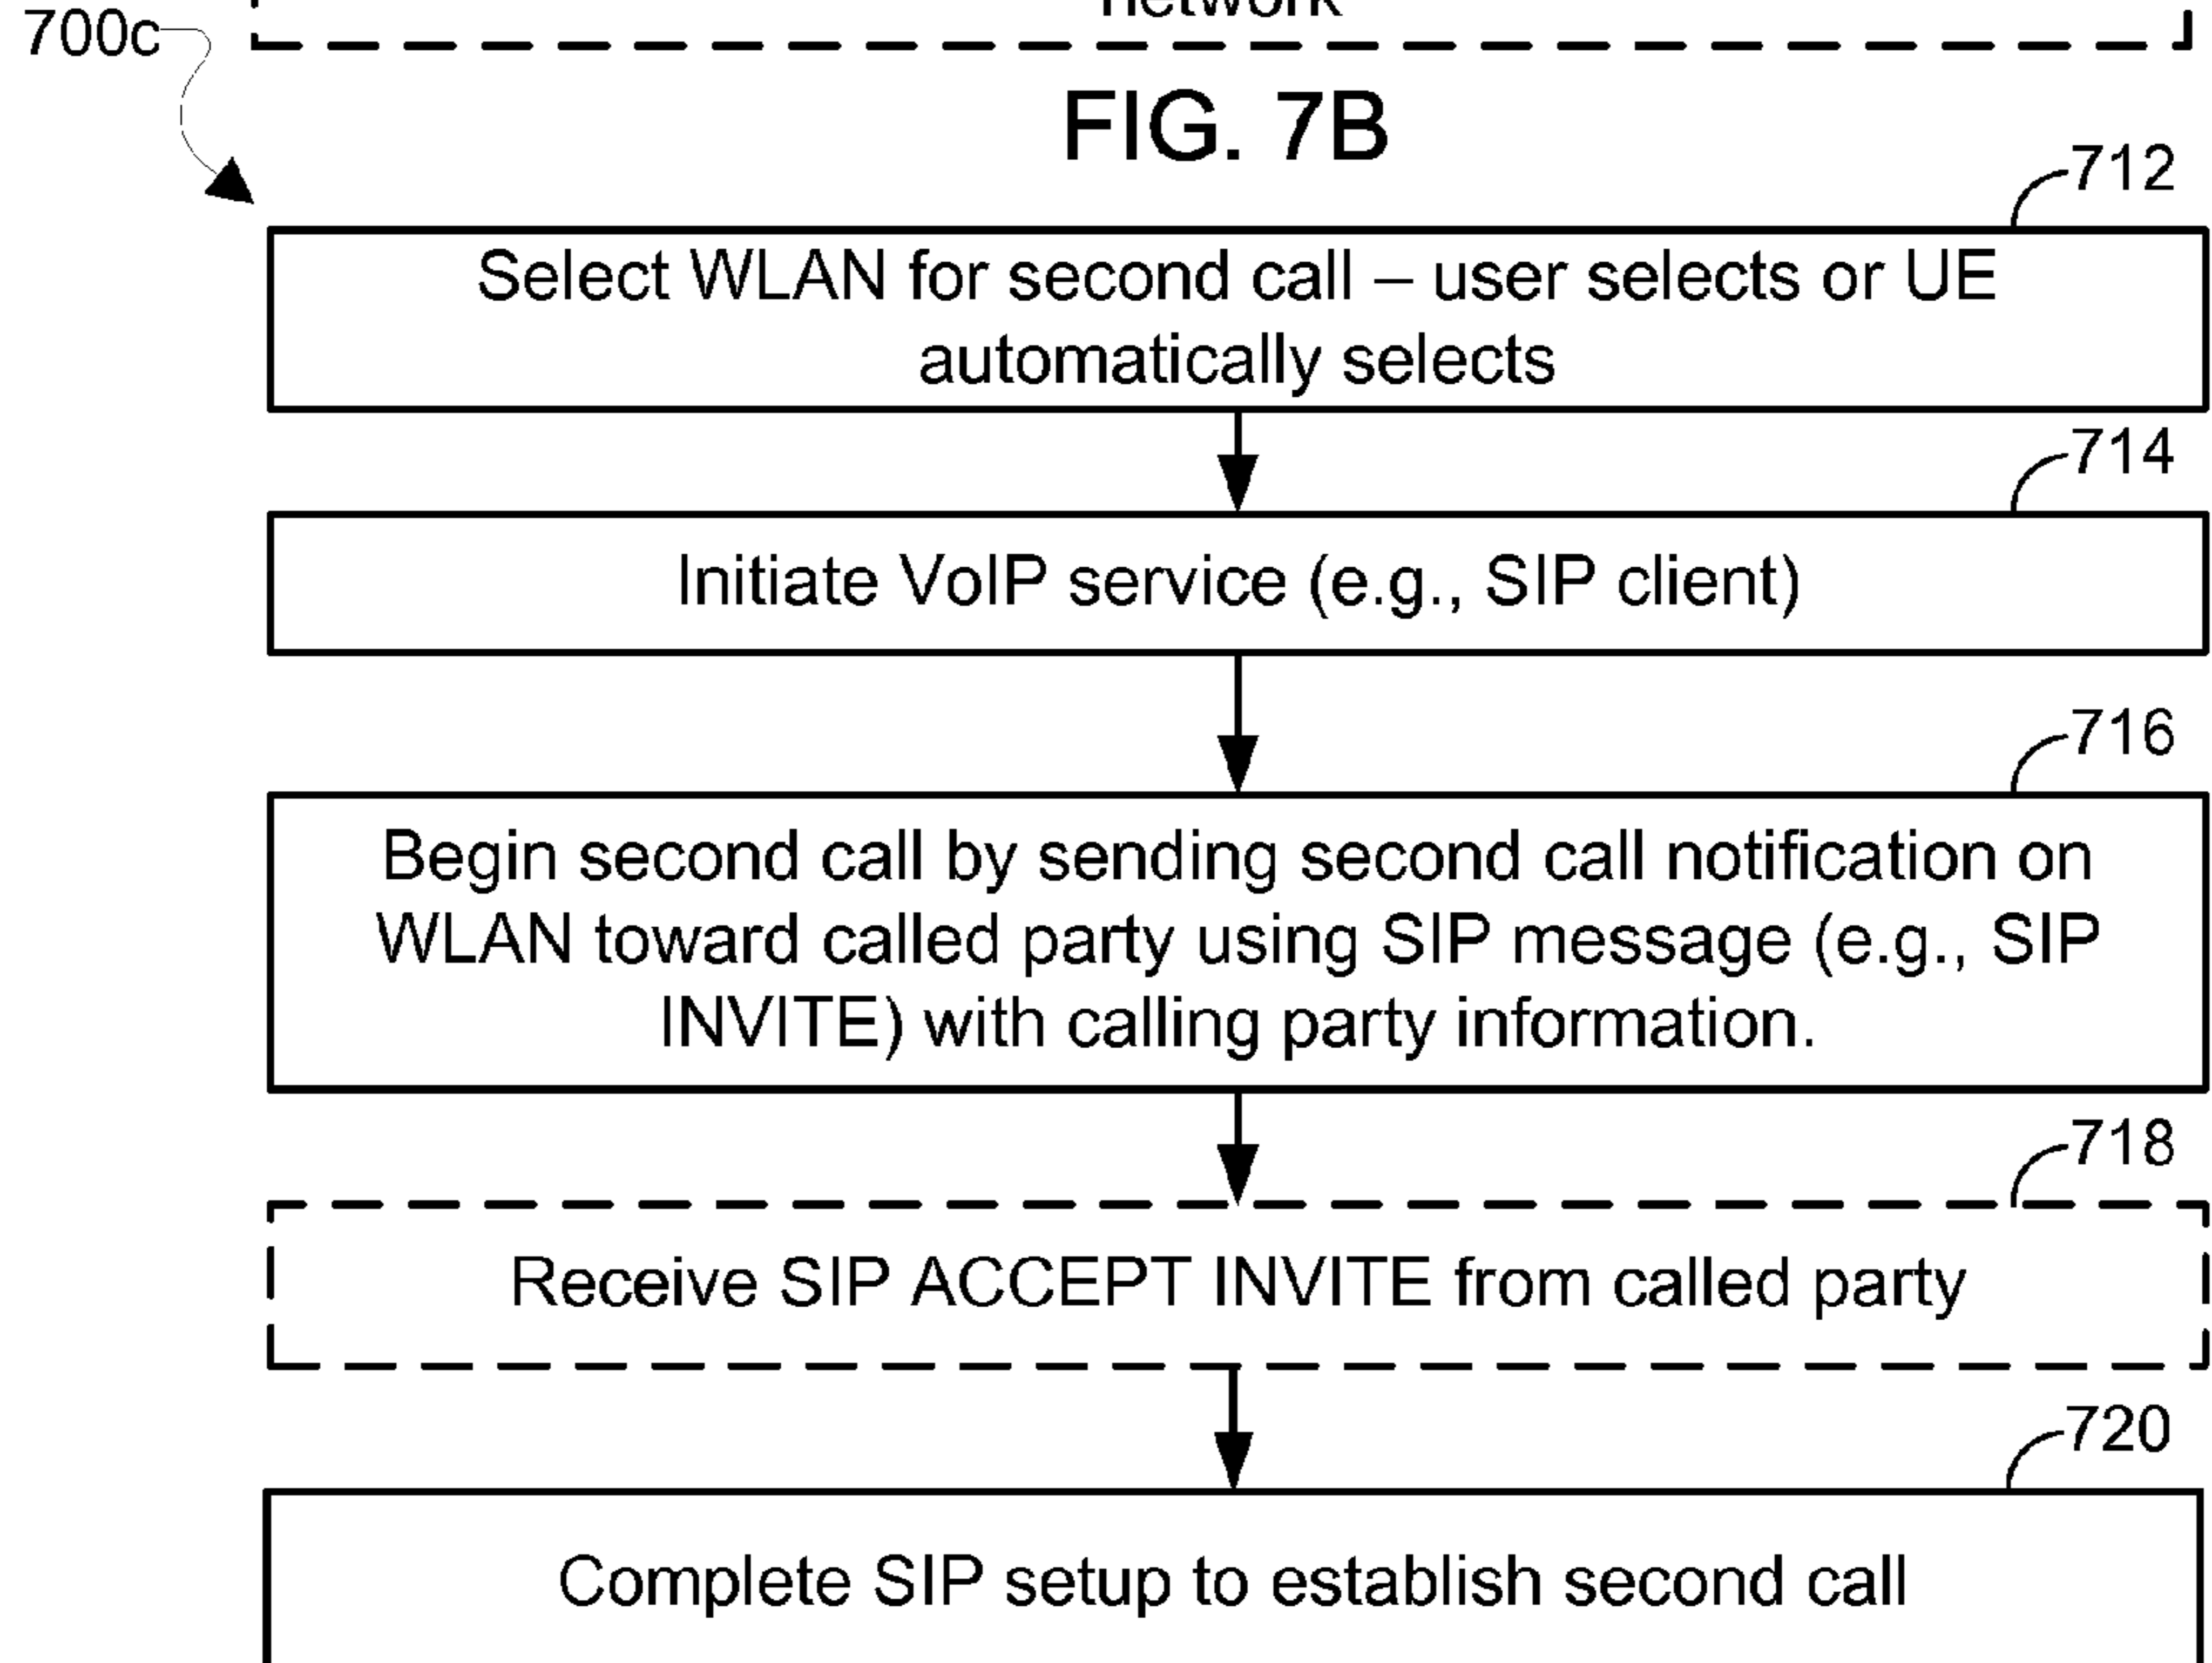 network
700c
FIG. 7B
712
Select WLAN for second call – user selects or UE
automatically selects
714
Initiate VoIP service (e.g., SIP client)
716
Begin second call by sending second call notification on
WLAN toward called party using SIP message (e.g., SIP
INVITE) with calling party information.
718
Receive SIP ACCEPT INVITE from called party
720
Complete SIP setup to establish second call